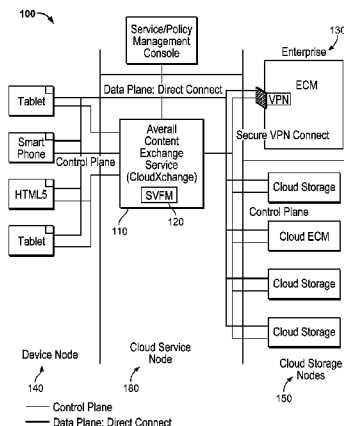 100
Service/Policy
Management
Console
Enterprise
130
ECM
VPN
Data Plane: Direct Connect
Secure VPN Connect
Tablet
Smart
Phone
HTML5
Tablet
Control Plane
Averail
Content
Exchange
Service
(CloudXchange)
SVFM
110
120
Cloud Storage
Control Plane
Cloud ECM
Cloud Storage
Cloud Storage
Device Node
140
Cloud Service
Node
180
Cloud Storage
Nodes
150
Control Plane
Data Plane: Direct Connect